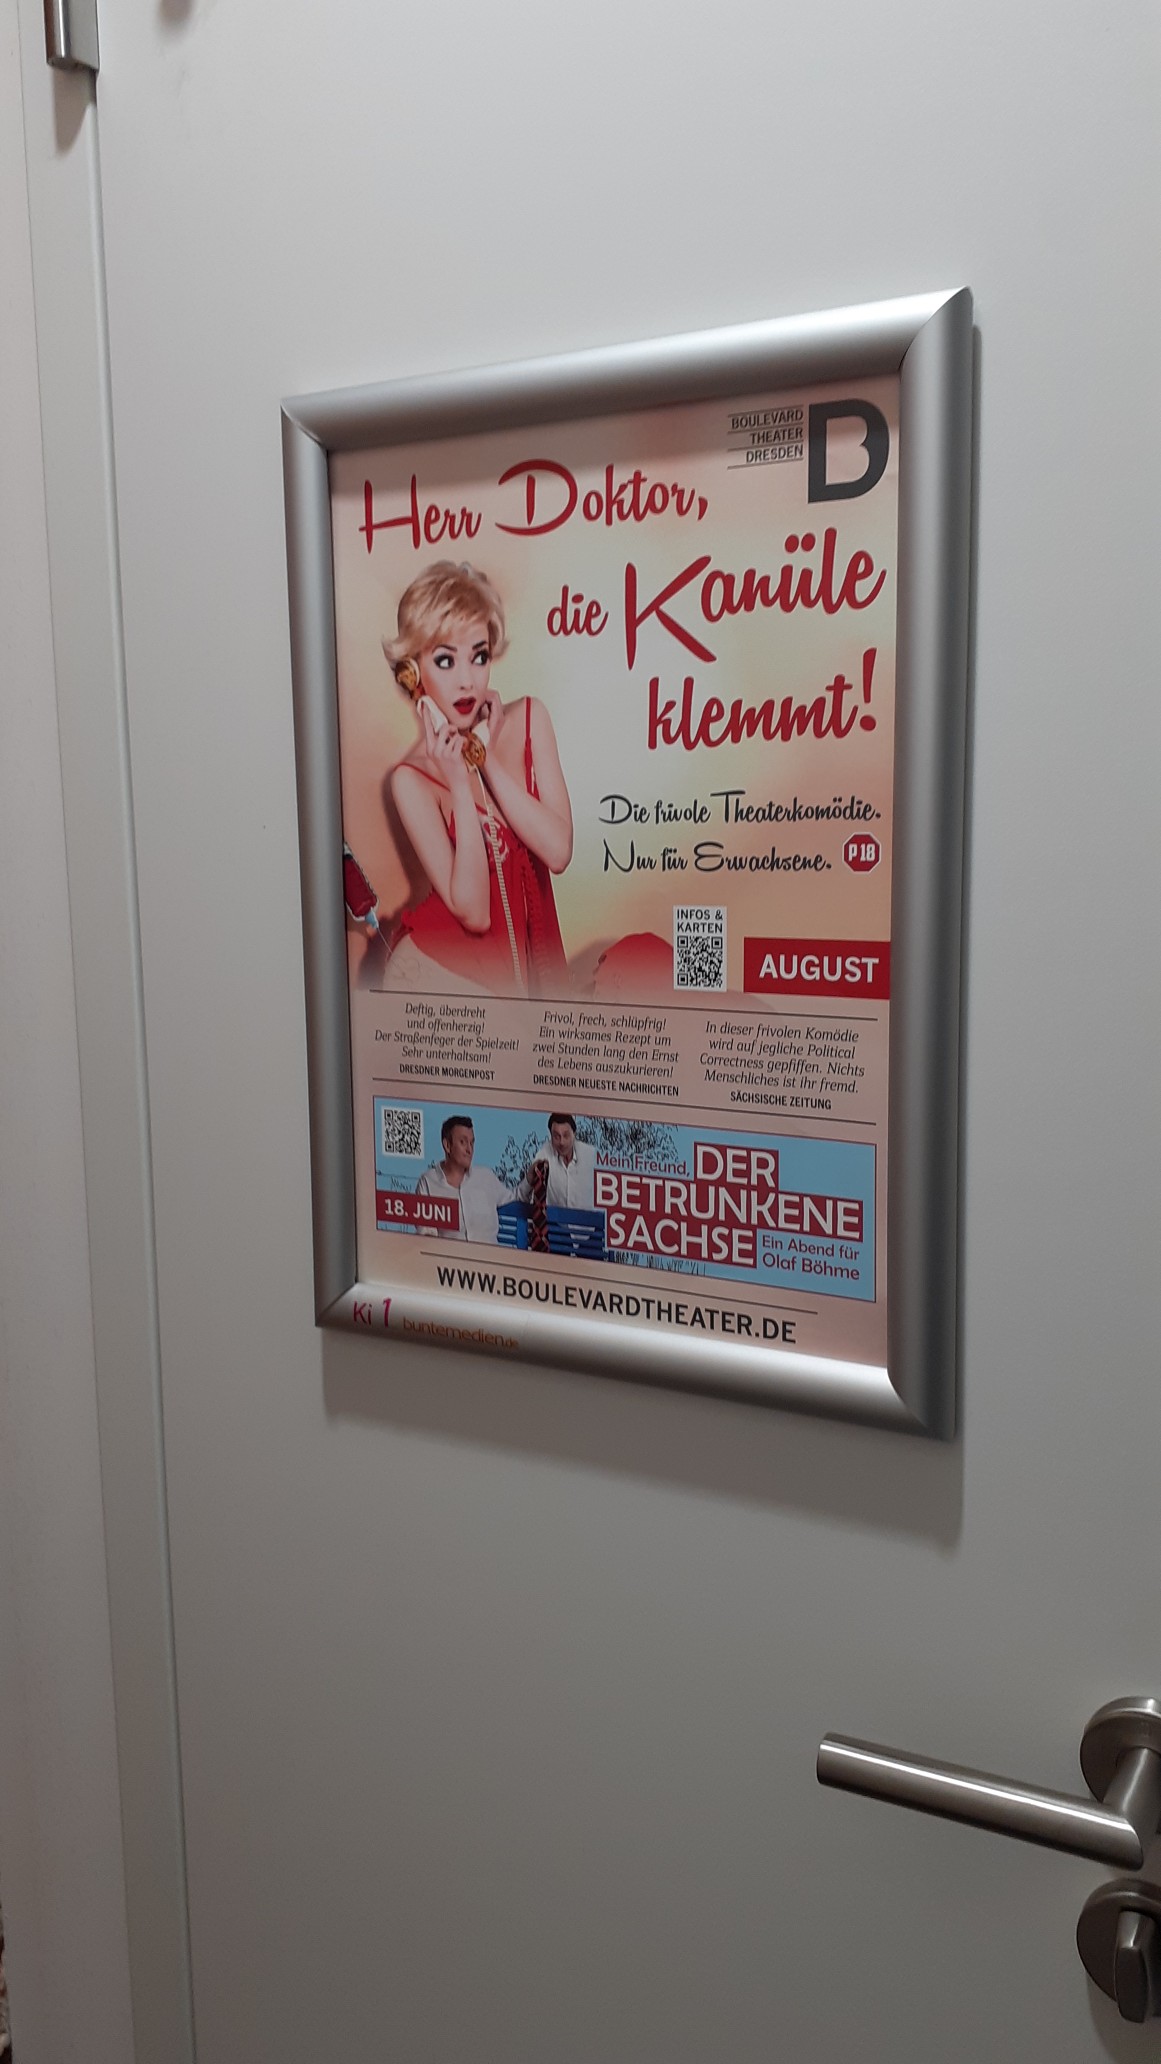 BOULEVARD
THEATER
DRESDEN
B
Herr Doktor,
die Kanüle
klemmt!
Die frivole Theaterkomödie.
Nur für Erwachsene. P18
INFOS &
KARTEN
AUGUST
Deftig, überdreht
und offenherzig!
Der Straßenfeger der Spielzeit!
Sehr unterhaltsam!
DRESDNER MORGENPOST
Frivol, frech, schlüpfrig!
Ein wirksames Rezept um
zwei Stunden lang den Ernst
des Lebens auszukurieren!
DRESDNER NEUESTE NACHRICHTEN
In dieser frivolen Komödie
wird auf jegliche Political
Correctness gepfiffen. Nichts
Menschliches ist ihr fremd.
SÄCHSISCHE ZEITUNG
18. JUNI
Mein Freund, DER
BETRUNKENE
SACHSE
Ein Abend für
Olaf Böhme
WWW.BOULEVARDTHEATER.DE
Ki 1 buntemedien.de